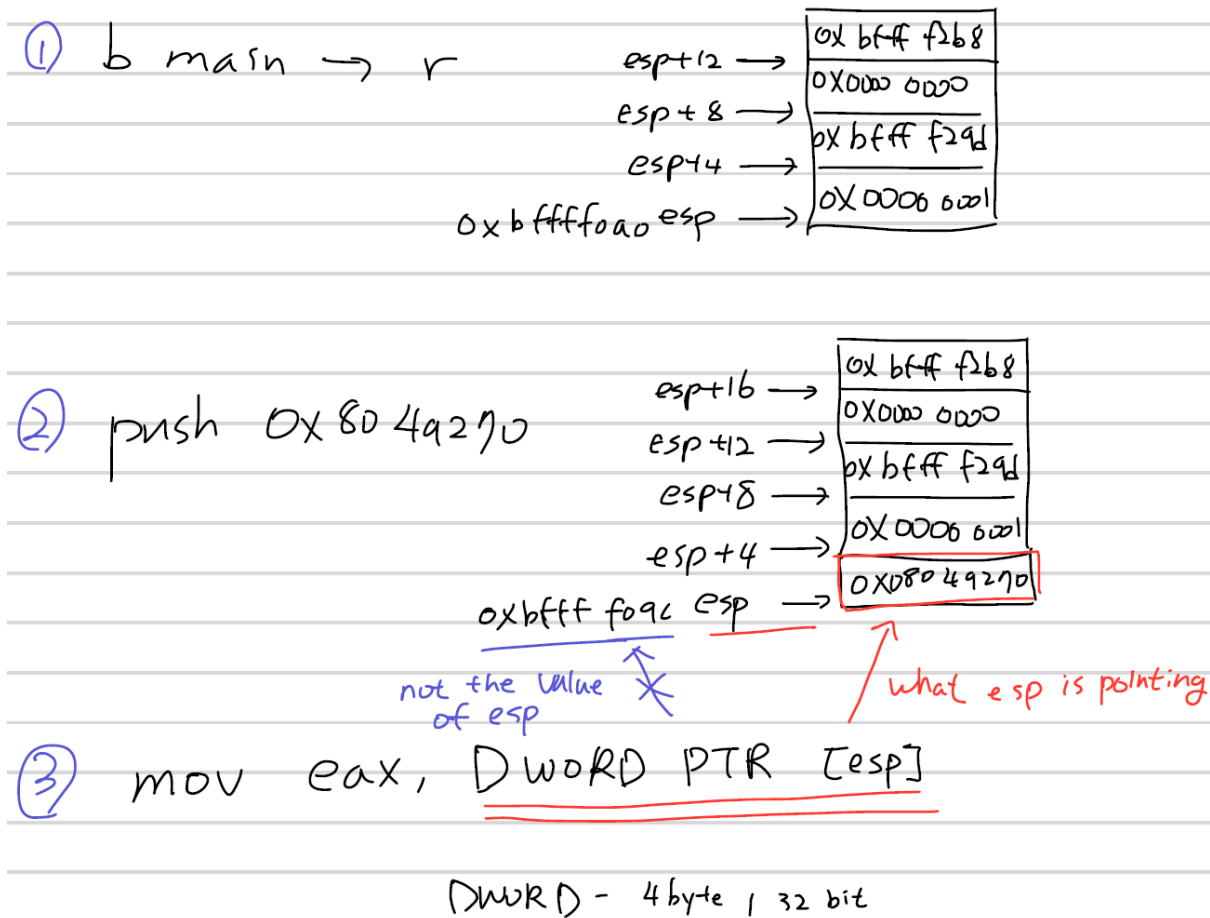 ① b main → r
0x bfff f2b8
esp+12 →
0x0000 0000
esp+8 →
0x bfff f29d
esp+4 →
0x0000 0001
0xbffff0a0 esp →
② push 0x8049270
0x bfff f2b8
esp+16 →
0x0000 0000
esp+12 →
0x bfff f29d
esp+8 →
0x0000 0001
esp+4 →
0x08049270
0xbfff f09c esp →
not the value
of esp
what esp is pointing
③ mov eax, DWORD PTR [esp]
DWORD - 4 byte, 32 bit